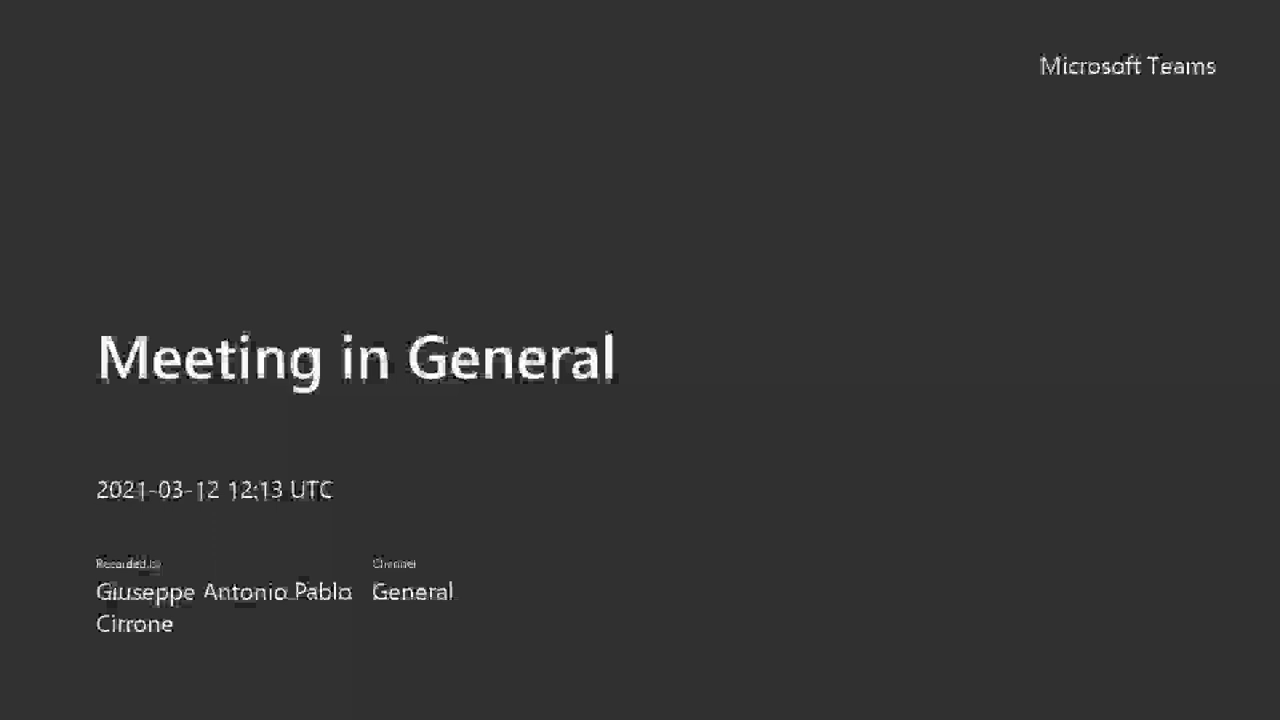 Microsoft Teams
Meeting in General
2021-03-12 12:13 UTC
Recorded by
Channel
Giuseppe Antonio Pablo
General
Cirrone